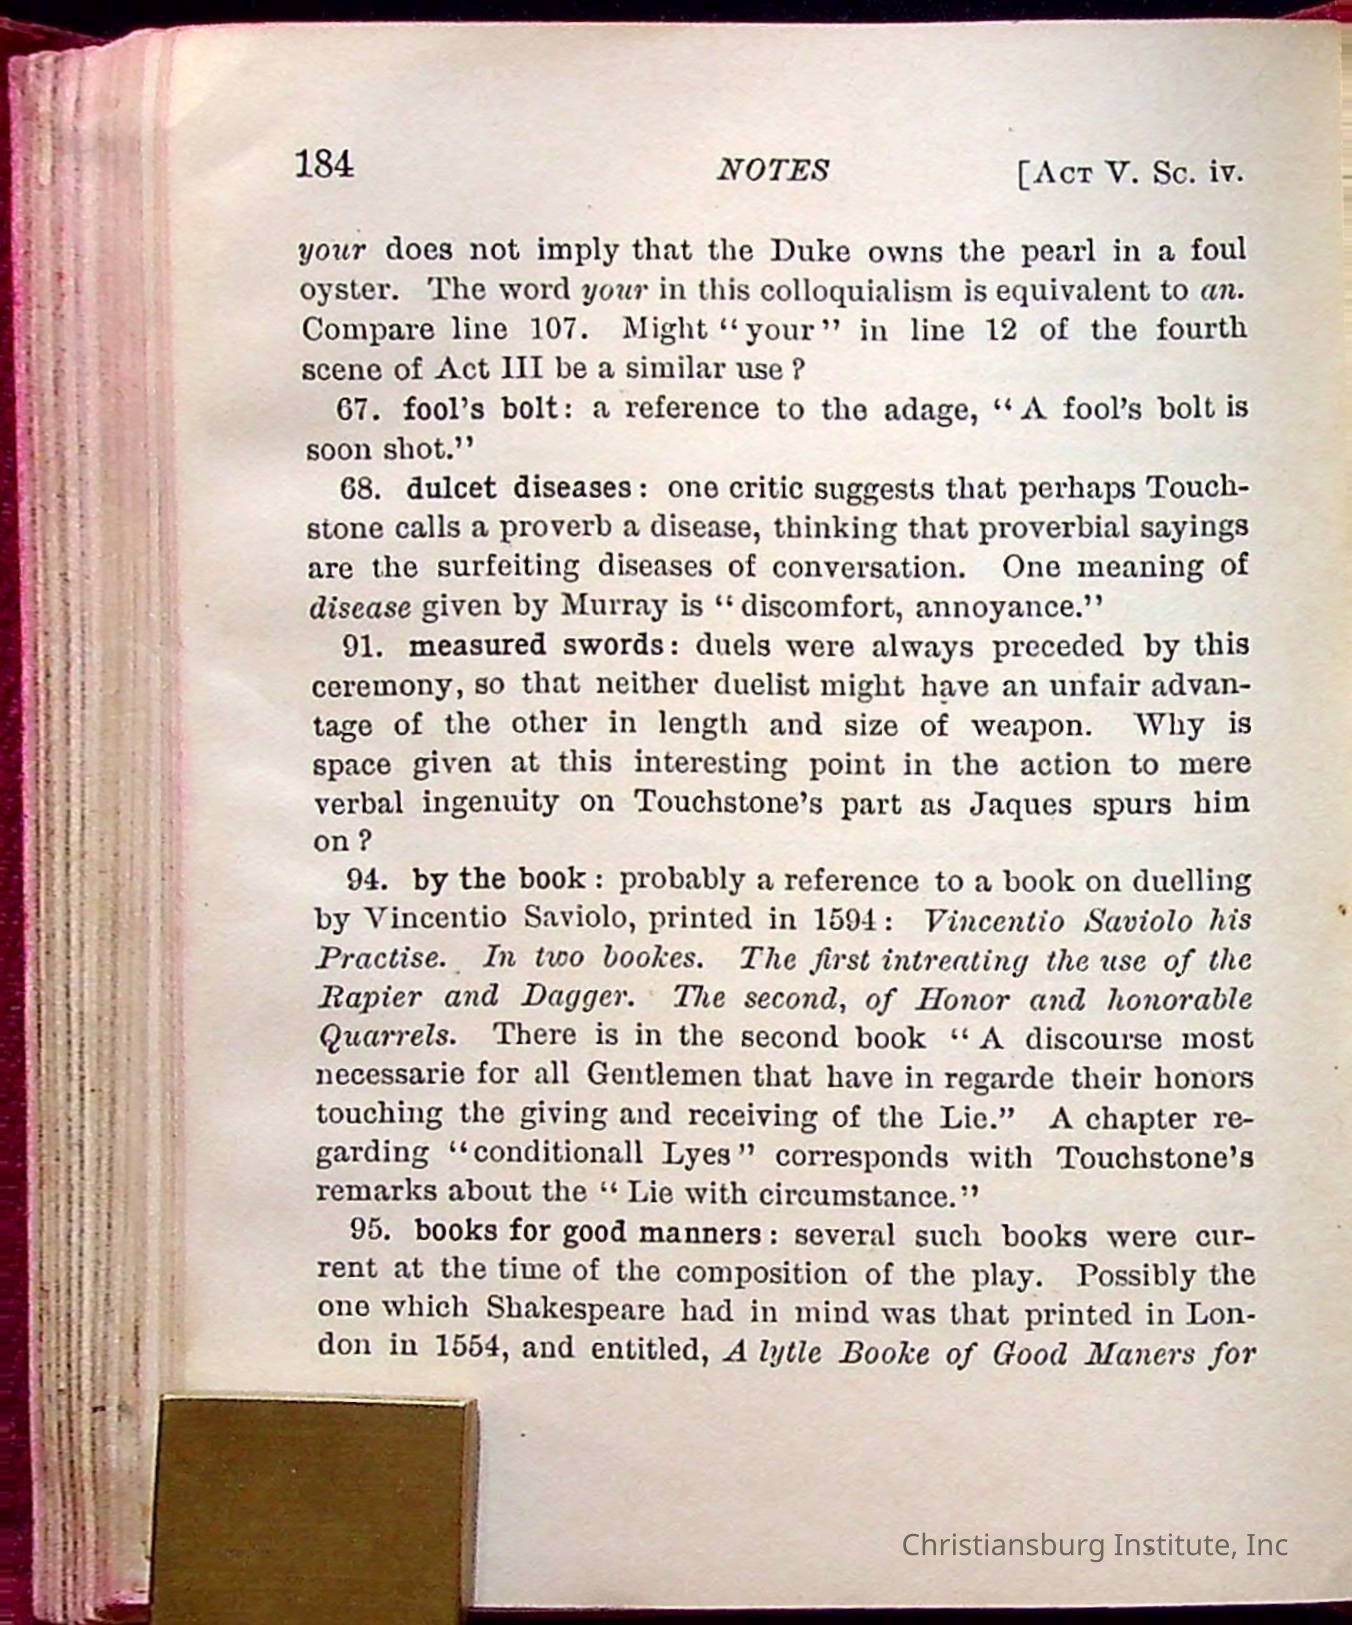 184 NOTES [ACT V. Sc. iv.
your does not imply that the Duke owns the pearl in a foul
oyster. The word your in this colloquialism is equivalent to an.
Compare line 107. Might “your” in line 12 of the fourth
scene of Act III be a similar use?
67. fool’s bolt: a reference to the adage, “A fool’s bolt is
soon shot.”
68. dulcet diseases: one critic suggests that perhaps Touch-
stone calls a proverb a disease, thinking that proverbial sayings
are the surfeiting diseases of conversation. One meaning of
disease given by Murray is “discomfort, annoyance.”
91. measured swords: duels were always preceded by this
ceremony, so that neither duelist might have an unfair advan-
tage of the other in length and size of weapon. Why is
space given at this interesting point in the action to mere
verbal ingenuity on Touchstone’s part as Jaques spurs him
on?
94. by the book: probably a reference to a book on duelling
by Vincentio Saviolo, printed in 1594: Vincentio Saviolo his
Practise. In two bookes. The first intreating the use of the
Rapier and Dagger. The second, of Honor and honorable
Quarrels. There is in the second book “A discourse most
necessarie for all Gentlemen that have in regarde their honors
touching the giving and receiving of the Lie.” A chapter re-
garding “conditionall Lyes” corresponds with Touchstone’s
remarks about the “Lie with circumstance.”
95. books for good manners: several such books were cur-
rent at the time of the composition of the play. Possibly the
one which Shakespeare had in mind was that printed in Lon-
don in 1554, and entitled, A lytle Booke of Good Maners for
Christiansburg Institute, Inc